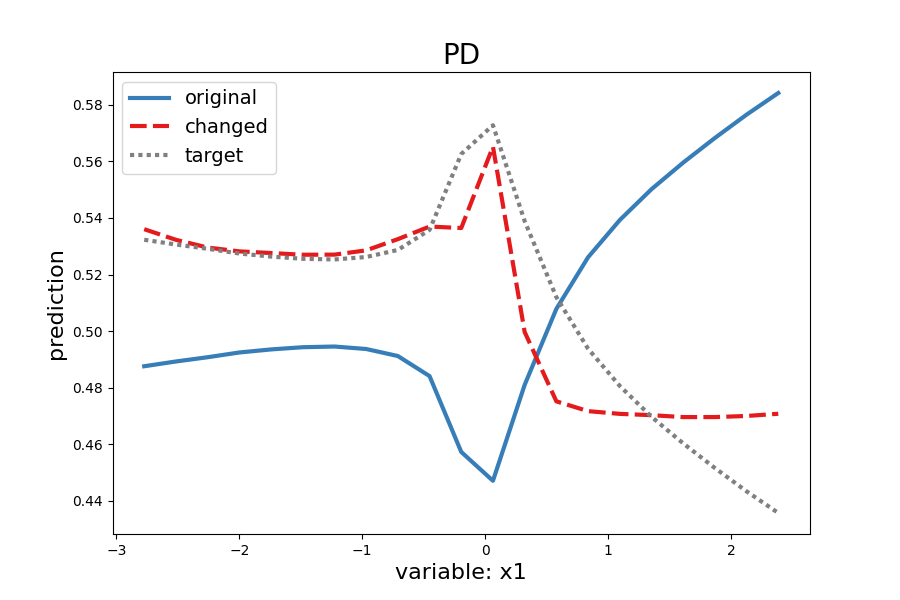 PD
original
changed
target
prediction
0.58
0.56
0.54
0.52
0.50
0.48
0.46
0.44
−3
−2
−1
0
1
2
variable: x1